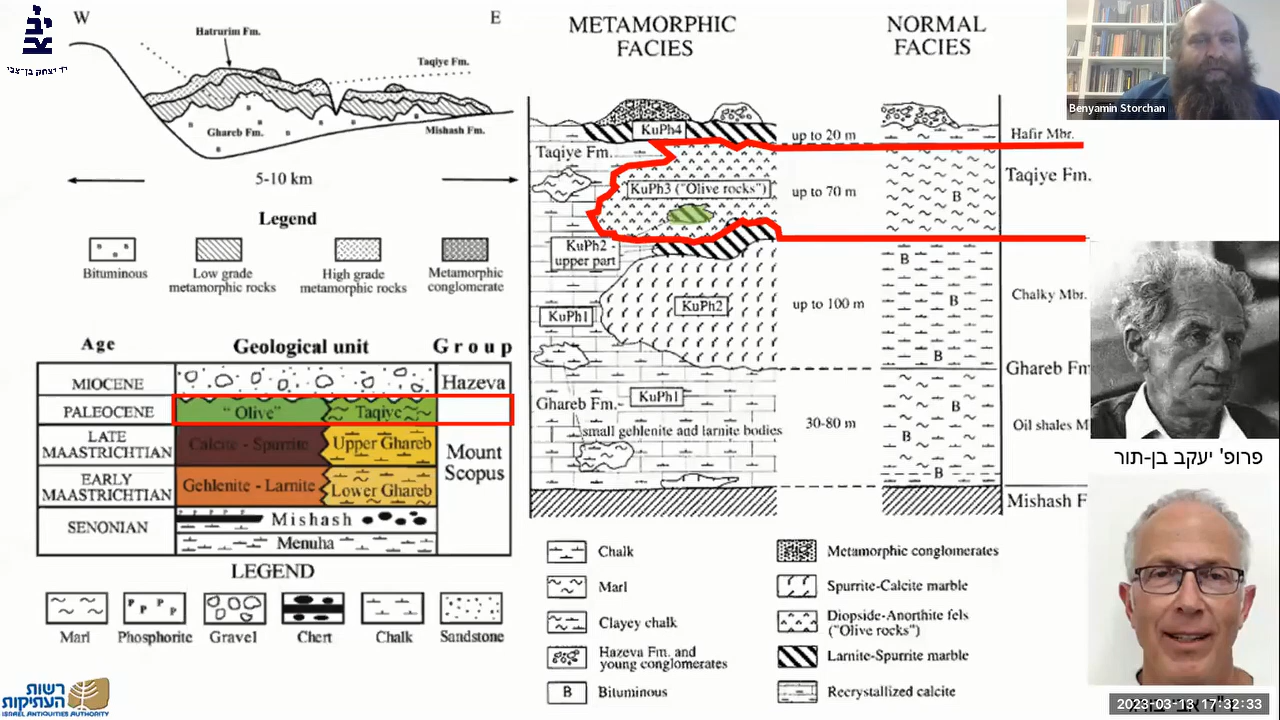 W
E
Hatrurim Fm.
Taqiye Fm.
Ghareb Fm.
Mishash Fm.
B
B
B
B
B
B
5-10 km
Legend
B
B
B
Bituminous
Low grade
metamorphic rocks
High grade
metamorphic rocks
Metamorphic
conglomerate
Age
Geological unit
Group
MIOCENE
Hazeva
PALEOCENE
"Olive"
Taqiye
LATE
MAASTRICHTIAN
Calcite - Spurrite
Upper Ghareb
Mount
Scopus
EARLY
MAASTRICHTIAN
Gehlenite - Larnite
Lower Ghareb
SENONIAN
Mishash
Menuha
LEGEND
Marl
Phosphorite
Gravel
Chert
Chalk
Sandstone
METAMORPHIC
FACIES
NORMAL
FACIES
KuPh4
up to 20 m
Hafir Mbr.
Taqiye Fm.
KuPh3 ("Olive rocks")
up to 70 m
B
Taqiye Fm.
KuPh2 -
upper part
KuPh1
KuPh2
up to 100 m
B
B
B
Chalky Mbr.
Ghareb Fm
Ghareb Fm.
KuPh1
small gehlenite and larnite bodies
30-80 m
B
B
B
Oil shales M
Mishash F
Chalk
Marl
Clayey chalk
Hazeva Fm. and
young conglomerates
B
Bituminous
Metamorphic conglomerates
Spurrite-Calcite marble
Diopside-Anorthite fels
("Olive rocks")
Larnite-Spurrite marble
Recrystallized calcite
Benyamin Storchan
פרופ' יעקב בן-תור
2023-03-13 17:32:33
יד יצחק בן-צבי
רשות
העתיקות
ISRAEL ANTIQUITIES AUTHORITY